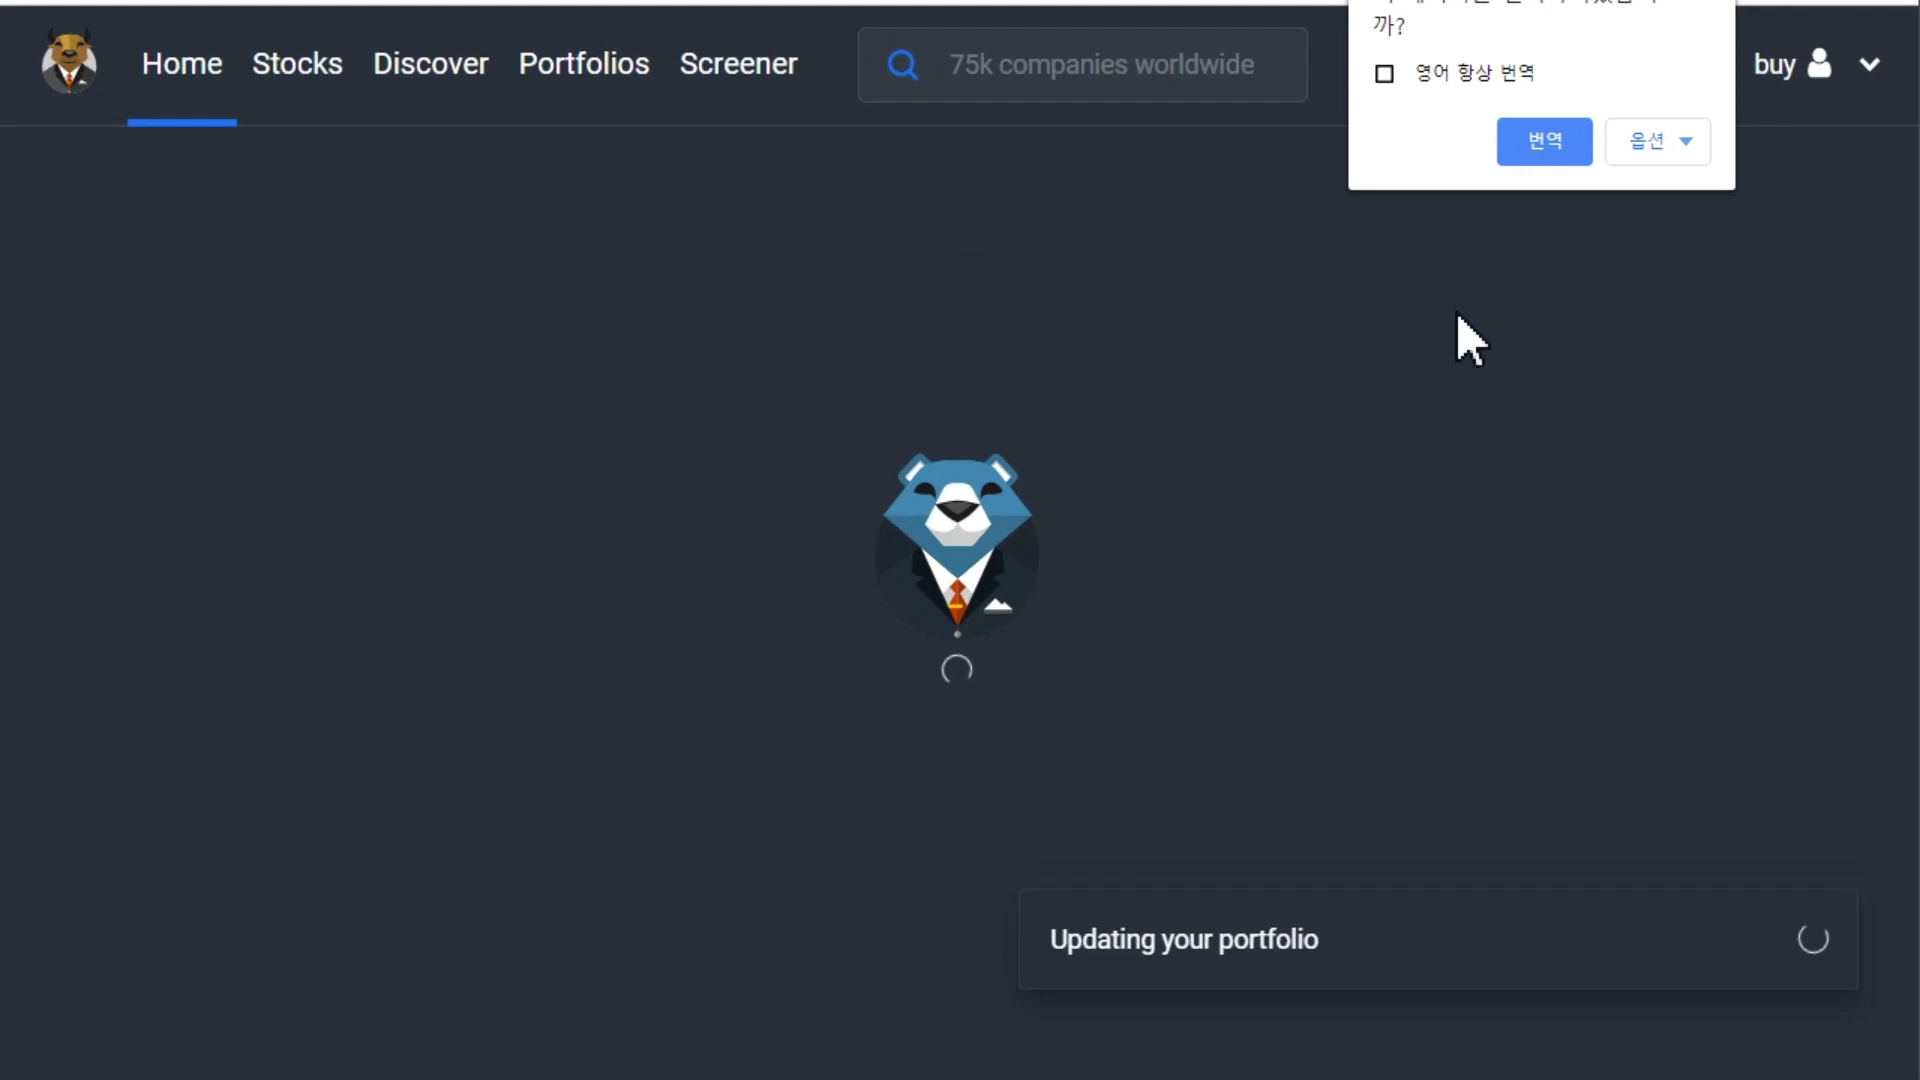 까?
Home Stocks Discover Portfolios Screener 75k companies worldwide buy
영어 항상 번역
번역 옵션
Updating your portfolio